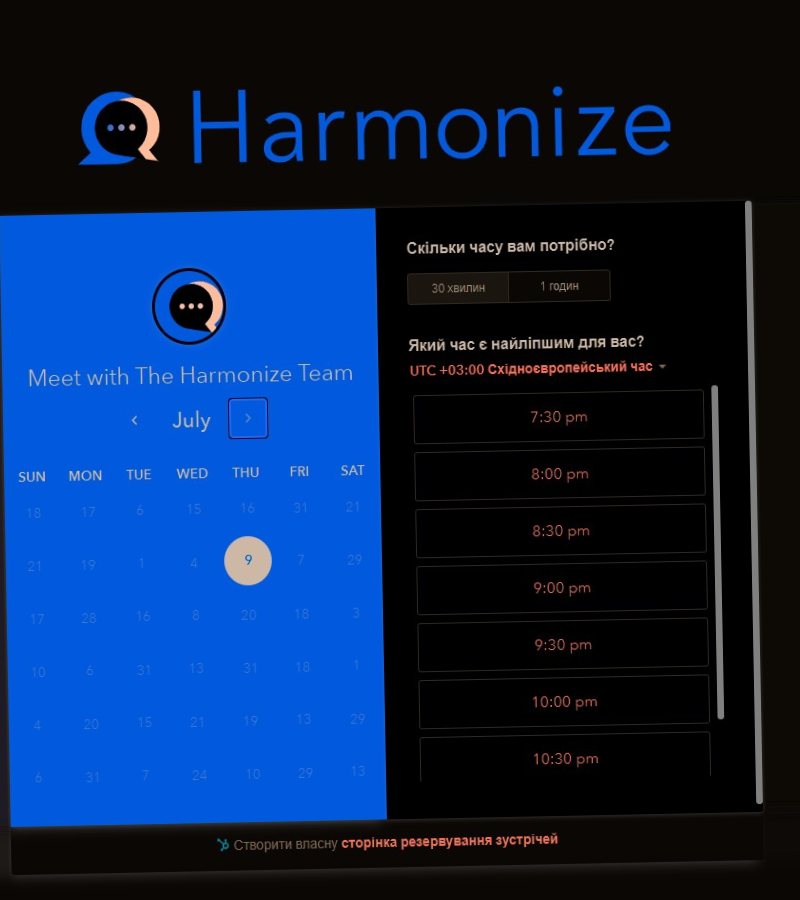 Harmonize
Meet with The Harmonize Team
July
SUN MON TUE WED THU FRI SAT
18 17 6 15 16 31 21
21 19 1 4 9 7 29
17 28 16 8 20 18 3
10 6 31 13 31 18 1
4 20 15 21 19 13 29
6 31 7 24 10 29 13
Скільки часу вам потрібно?
30 хвилин 1 годин
Який час є найліпшим для вас?
UTC +03:00 Східноєвропейський час
7:30 pm
8:00 pm
8:30 pm
9:00 pm
9:30 pm
10:00 pm
10:30 pm
Створити власну сторінка резервування зустрічей